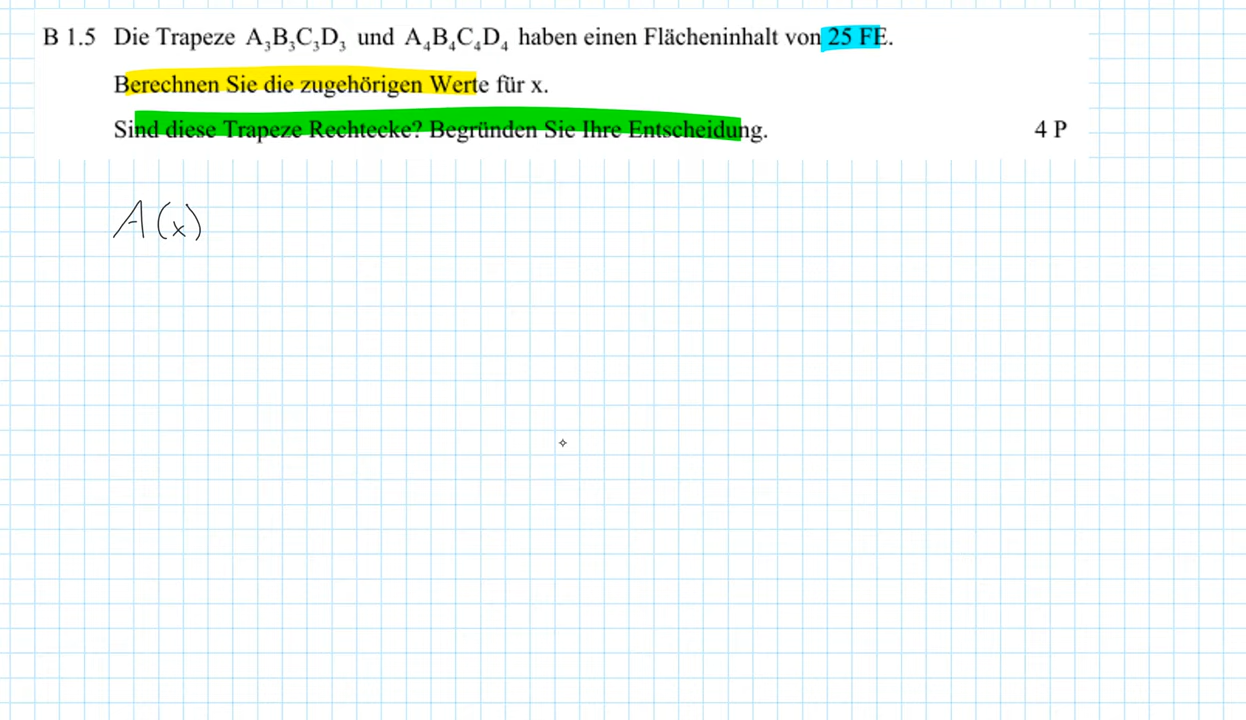 B 1.5 Die Trapeze A₃B₃C₃D₃ und A₄B₄C₄D₄ haben einen Flächeninhalt von 25 FE.
Berechnen Sie die zugehörigen Werte für x.
Sind diese Trapeze Rechtecke? Begründen Sie Ihre Entscheidung. 4 P
A(x)